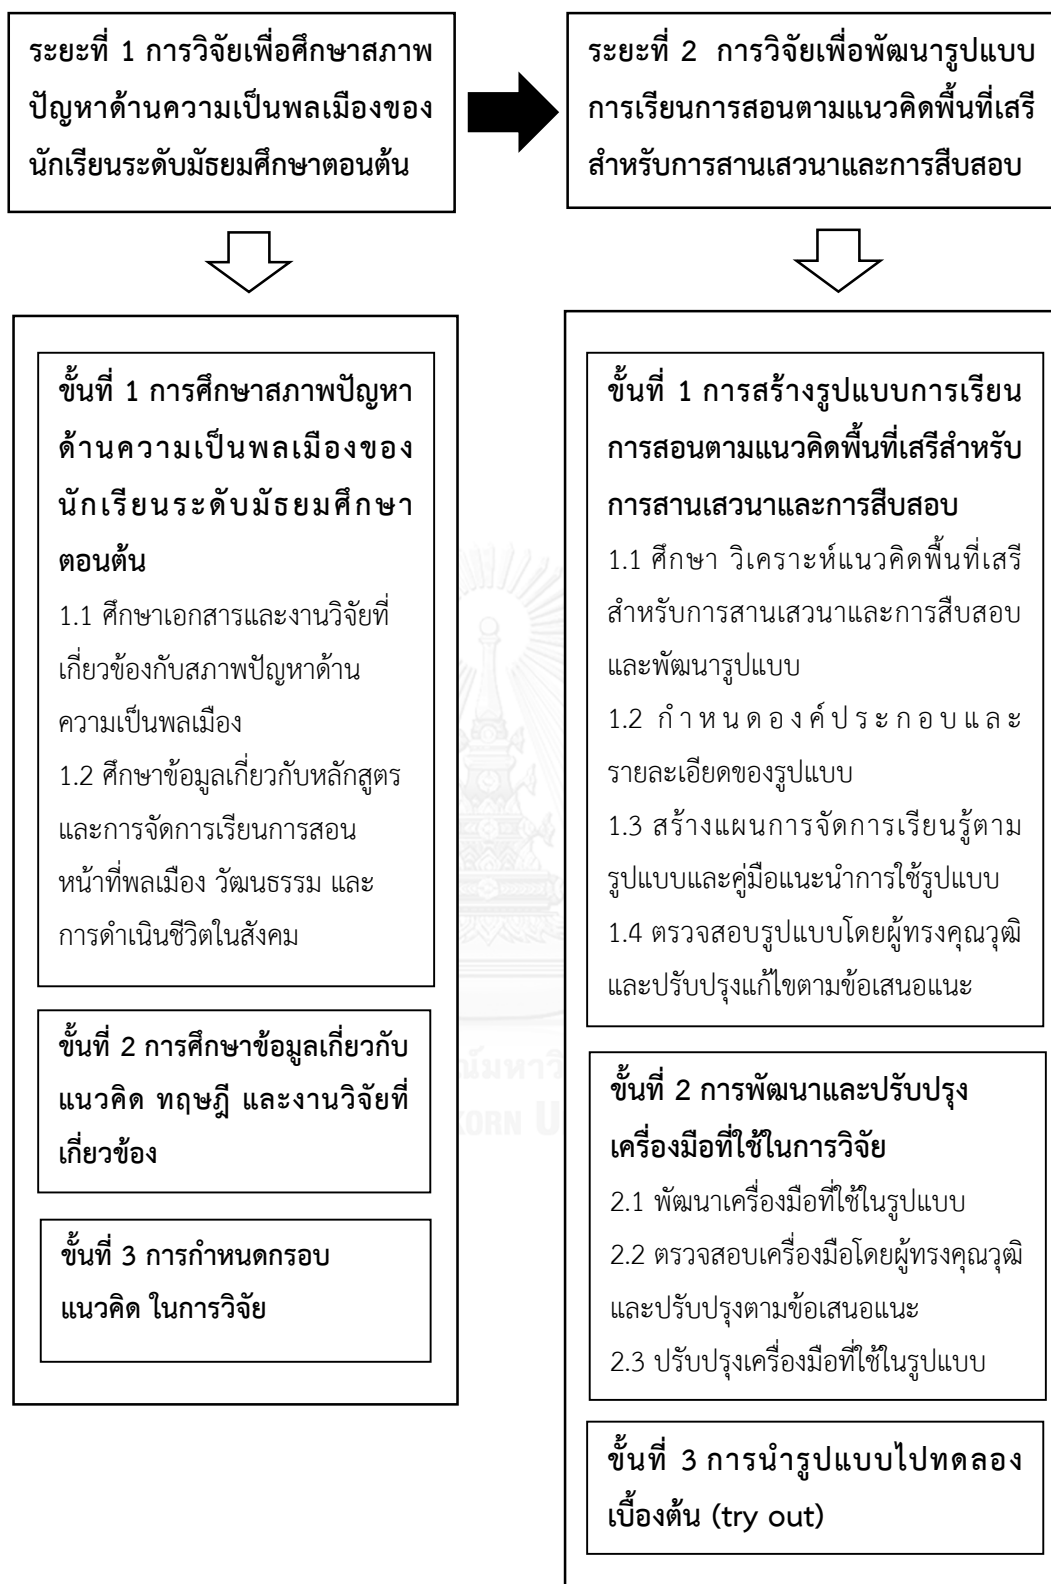 ระยะที่ 1 การวิจัยเพื่อศึกษาสภาพ
ปัญหาด้านความเป็นพลเมืองของ
นักเรียนระดับมัธยมศึกษาตอนต้น
ระยะที่ 2 การวิจัยเพื่อพัฒนารูปแบบ
การเรียนการสอนตามแนวคิดพื้นที่เสรี
สำหรับการสานเสวนาและการสืบสอบ
ขั้นที่ 1 การศึกษาสภาพปัญหา
ด้านความเป็นพลเมืองของ
นักเรียนระดับมัธยมศึกษา
ตอนต้น
1.1 ศึกษาเอกสารและงานวิจัยที่
เกี่ยวข้องกับสภาพปัญหาด้าน
ความเป็นพลเมือง
1.2 ศึกษาข้อมูลเกี่ยวกับหลักสูตร
และการจัดการเรียนการสอน
หน้าที่พลเมือง วัฒนธรรม และ
การดำเนินชีวิตในสังคม
ขั้นที่ 2 การศึกษาข้อมูลเกี่ยวกับ
แนวคิด ทฤษฎี และงานวิจัยที่
เกี่ยวข้อง
ขั้นที่ 3 การกำหนดกรอบ
แนวคิด ในการวิจัย
ขั้นที่ 1 การสร้างรูปแบบการเรียน
การสอนตามแนวคิดพื้นที่เสรีสำหรับ
การสานเสวนาและการสืบสอบ
1.1 ศึกษา วิเคราะห์แนวคิดพื้นที่เสรี
สำหรับการสานเสวนาและการสืบสอบ
และพัฒนารูปแบบ
1.2 กำหนดองค์ประกอบและ
รายละเอียดของรูปแบบ
1.3 สร้างแผนการจัดการเรียนรู้ตาม
รูปแบบและคู่มือแนะนำการใช้รูปแบบ
1.4 ตรวจสอบรูปแบบโดยผู้ทรงคุณวุฒิ
และปรับปรุงแก้ไขตามข้อเสนอแนะ
ขั้นที่ 2 การพัฒนาและปรับปรุง
เครื่องมือที่ใช้ในการวิจัย
2.1 พัฒนาเครื่องมือที่ใช้ในรูปแบบ
2.2 ตรวจสอบเครื่องมือโดยผู้ทรงคุณวุฒิ
และปรับปรุงตามข้อเสนอแนะ
2.3 ปรับปรุงเครื่องมือที่ใช้ในรูปแบบ
ขั้นที่ 3 การนำรูปแบบไปทดลอง
เบื้องต้น (try out)